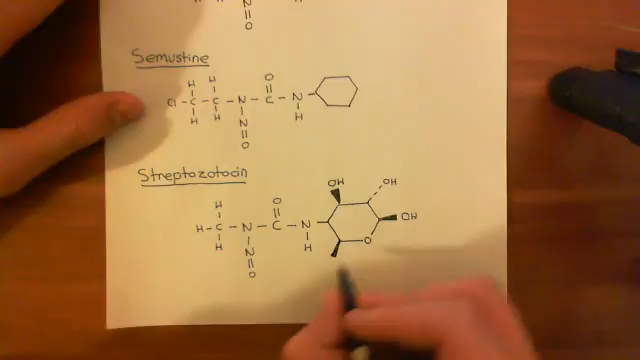 N H
O
Semustine
H H O
Cl - C - C - N - C - N
H H N H
O
Streptozotocin
OH OH
H O
H - C - N - C - N OH
H N H O
O